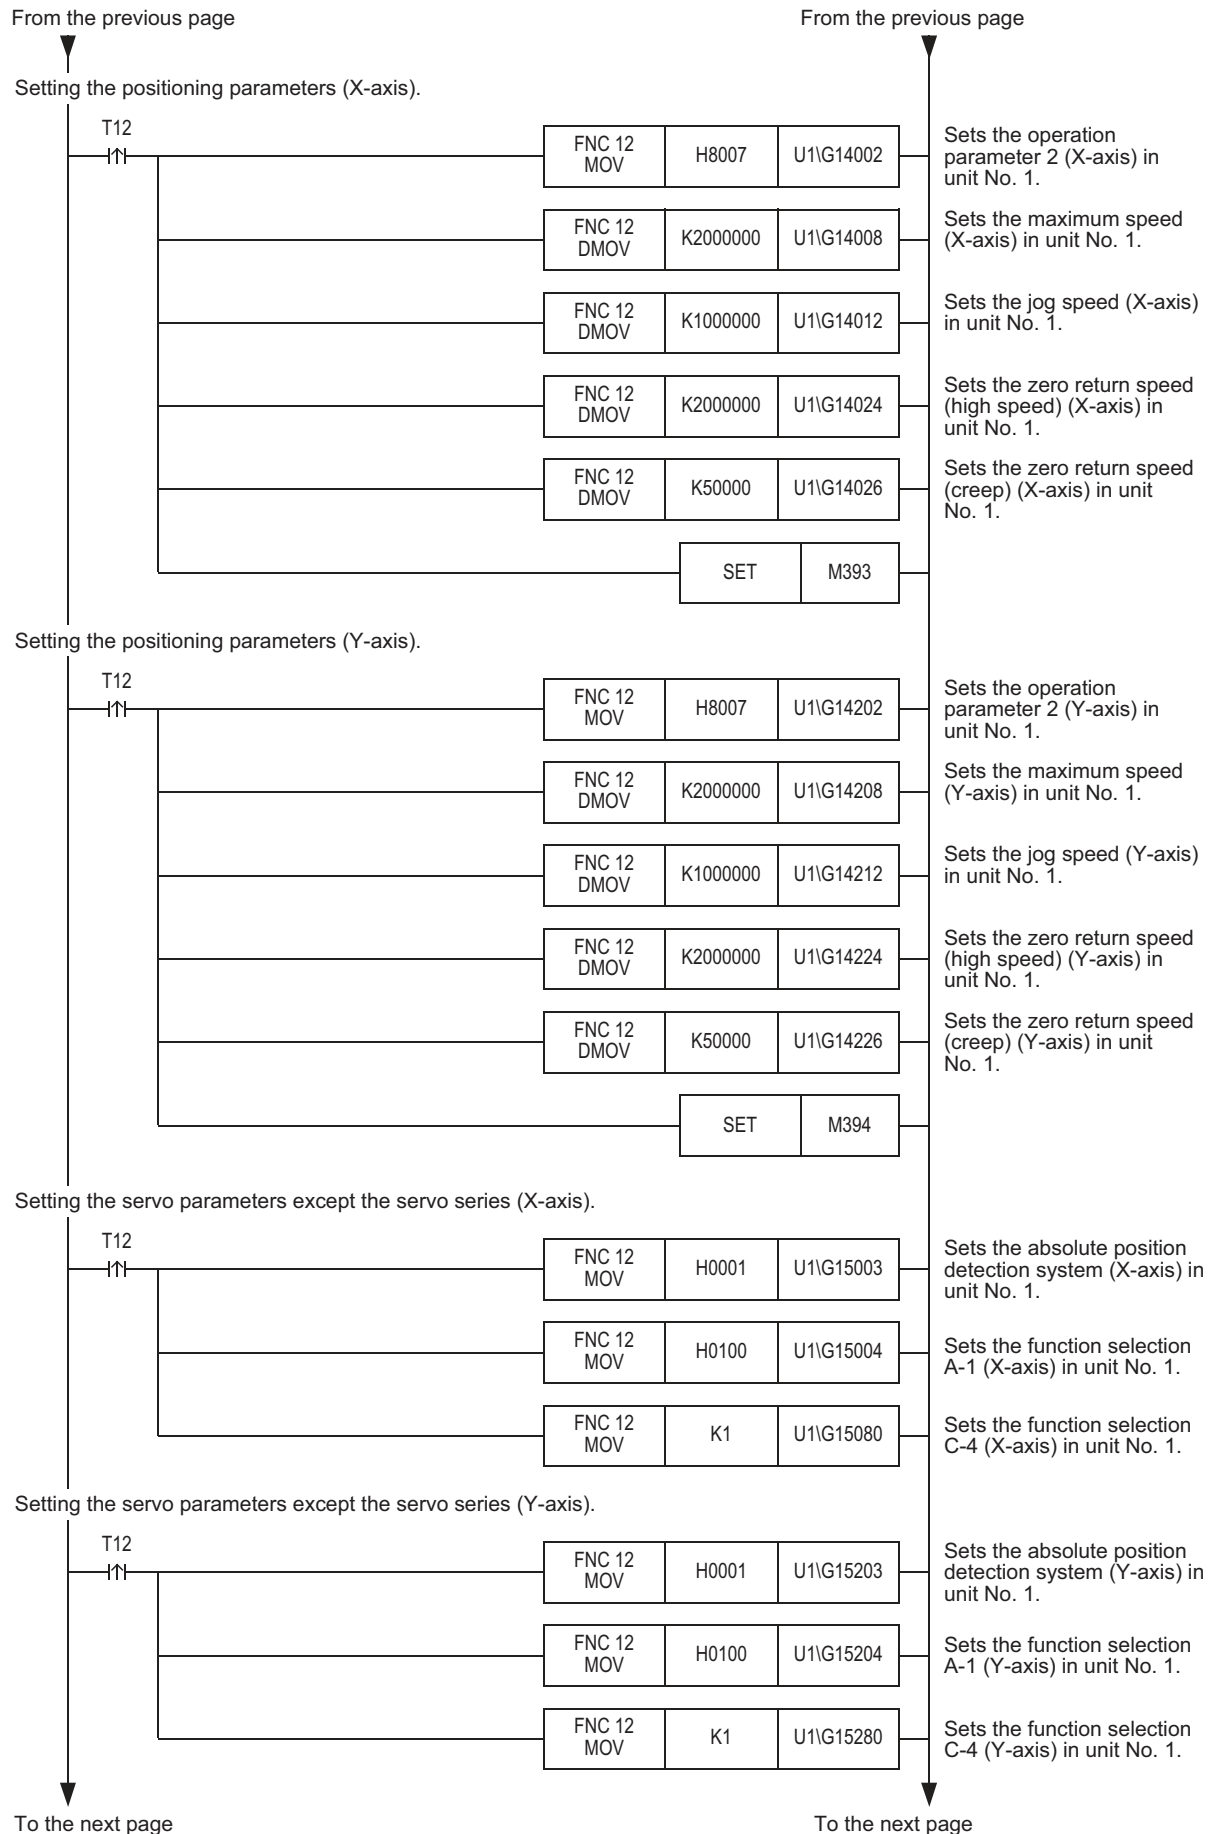 From the previous page
From the previous page
Setting the positioning parameters (X-axis).
T12
FNC 12
MOV
H8007
U1\G14002
Sets the operation
parameter 2 (X-axis) in
unit No. 1.
FNC 12
DMOV
K2000000
U1\G14008
Sets the maximum speed
(X-axis) in unit No. 1.
FNC 12
DMOV
K1000000
U1\G14012
Sets the jog speed (X-axis)
in unit No. 1.
FNC 12
DMOV
K2000000
U1\G14024
Sets the zero return speed
(high speed) (X-axis) in
unit No. 1.
FNC 12
DMOV
K50000
U1\G14026
Sets the zero return speed
(creep) (X-axis) in unit
No. 1.
SET
M393
Setting the positioning parameters (Y-axis).
T12
FNC 12
MOV
H8007
U1\G14202
Sets the operation
parameter 2 (Y-axis) in
unit No. 1.
FNC 12
DMOV
K2000000
U1\G14208
Sets the maximum speed
(Y-axis) in unit No. 1.
FNC 12
DMOV
K1000000
U1\G14212
Sets the jog speed (Y-axis)
in unit No. 1.
FNC 12
DMOV
K2000000
U1\G14224
Sets the zero return speed
(high speed) (Y-axis) in
unit No. 1.
FNC 12
DMOV
K50000
U1\G14226
Sets the zero return speed
(creep) (Y-axis) in unit
No. 1.
SET
M394
Setting the servo parameters except the servo series (X-axis).
T12
FNC 12
MOV
H0001
U1\G15003
Sets the absolute position
detection system (X-axis) in
unit No. 1.
FNC 12
MOV
H0100
U1\G15004
Sets the function selection
A-1 (X-axis) in unit No. 1.
FNC 12
MOV
K1
U1\G15080
Sets the function selection
C-4 (X-axis) in unit No. 1.
Setting the servo parameters except the servo series (Y-axis).
T12
FNC 12
MOV
H0001
U1\G15203
Sets the absolute position
detection system (Y-axis) in
unit No. 1.
FNC 12
MOV
H0100
U1\G15204
Sets the function selection
A-1 (Y-axis) in unit No. 1.
FNC 12
MOV
K1
U1\G15280
Sets the function selection
C-4 (Y-axis) in unit No. 1.
To the next page
To the next page